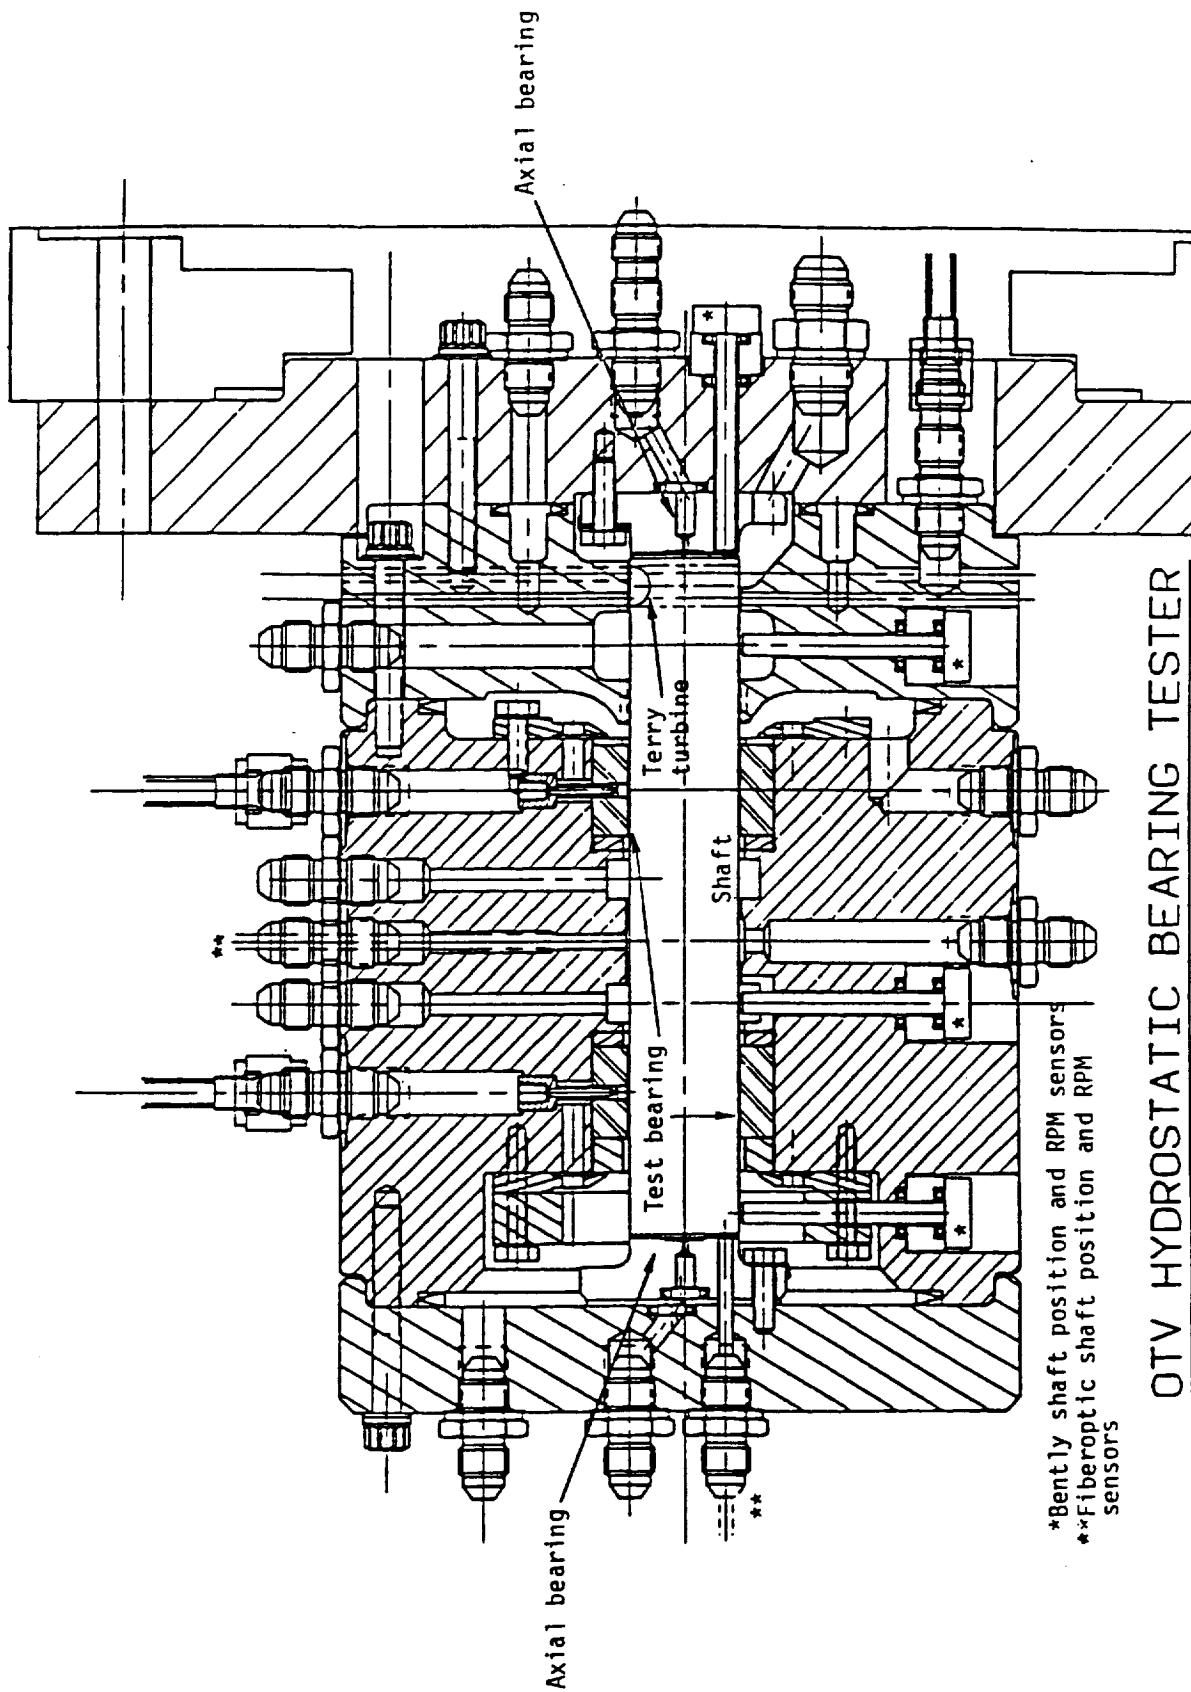 Axial bearing
Axial bearing
Terry
turbine
Test bearing
Shaft
**
**
*
*
*
*
*Bently shaft position and RPM sensors
**Fiberoptic shaft position and RPM
sensors
OTV HYDROSTATIC BEARING TESTER